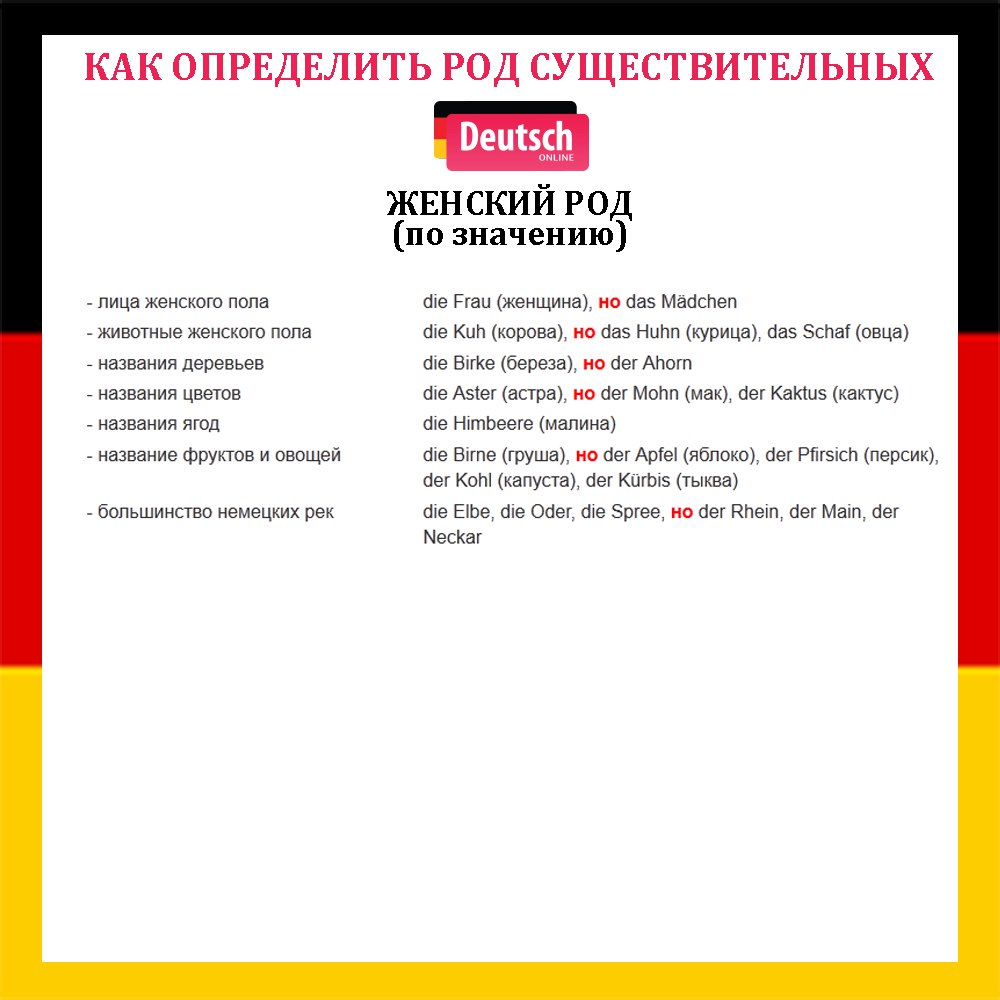 КАК ОПРЕДЕЛИТЬ РОД СУЩЕСТВИТЕЛЬНЫХ
Deutsch
ONLINE
ЖЕНСКИЙ РОД
(по значению)
- лица женского пола die Frau (женщина), но das Mädchen
- животные женского пола die Kuh (корова), но das Huhn (курица), das Schaf (овца)
- названия деревьев die Birke (береза), но der Ahorn
- названия цветов die Aster (астра), но der Mohn (мак), der Kaktus (кактус)
- названия ягод die Himbeere (малина)
- название фруктов и овощей die Birne (груша), но der Apfel (яблоко), der Pfirsich (персик),
der Kohl (капуста), der Kürbis (тыква)
- большинство немецких рек die Elbe, die Oder, die Spree, но der Rhein, der Main, der
Neckar